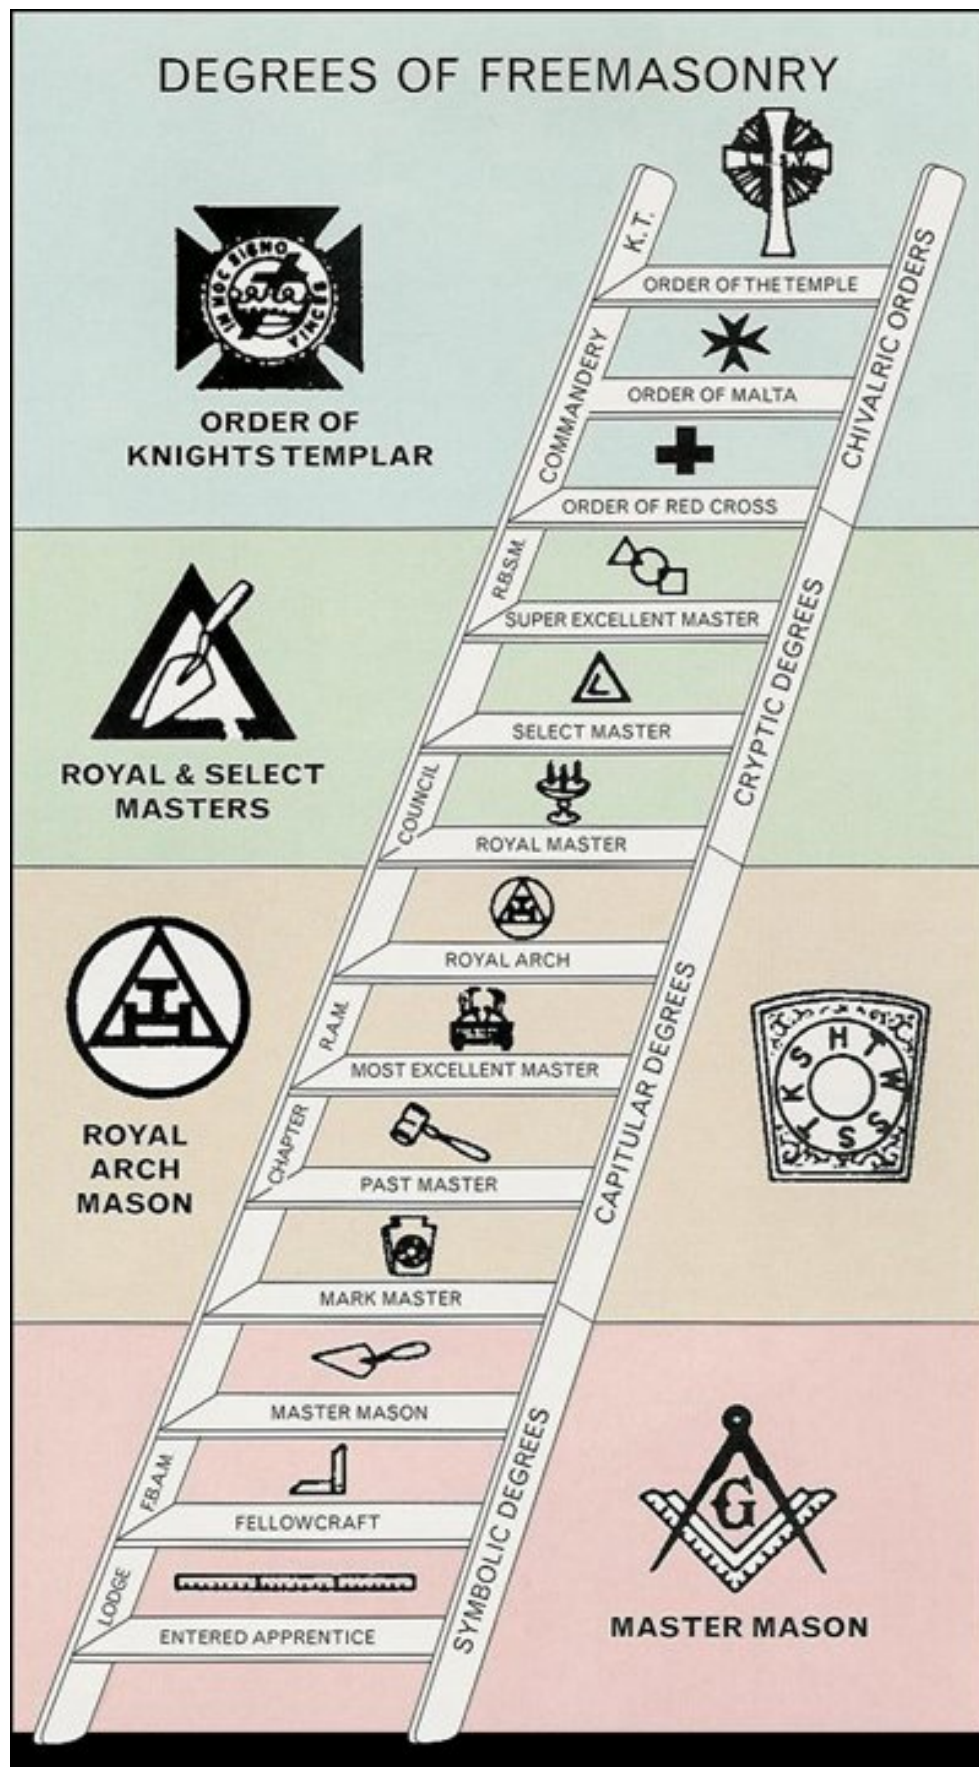 DEGREES OF FREEMASONRY
K.T.
ORDER OF THE TEMPLE
IN HOC SIGNO VINCES
ORDER OF
KNIGHTS TEMPLAR
COMMANDERY
ORDER OF MALTA
CHIVALRIC ORDERS
ORDER OF RED CROSS
R.&S.M.
SUPER EXCELLENT MASTER
SELECT MASTER
CRYPTIC DEGREES
ROYAL & SELECT
MASTERS
COUNCIL
ROYAL MASTER
ROYAL ARCH
R.A.M.
MOST EXCELLENT MASTER
CAPITULAR DEGREES
H T W S S T K S
ROYAL
ARCH
MASON
CHAPTER
PAST MASTER
MARK MASTER
MASTER MASON
F.&A.M
FELLOWCRAFT
SYMBOLIC DEGREES
G
LODGE
ENTERED APPRENTICE
MASTER MASON